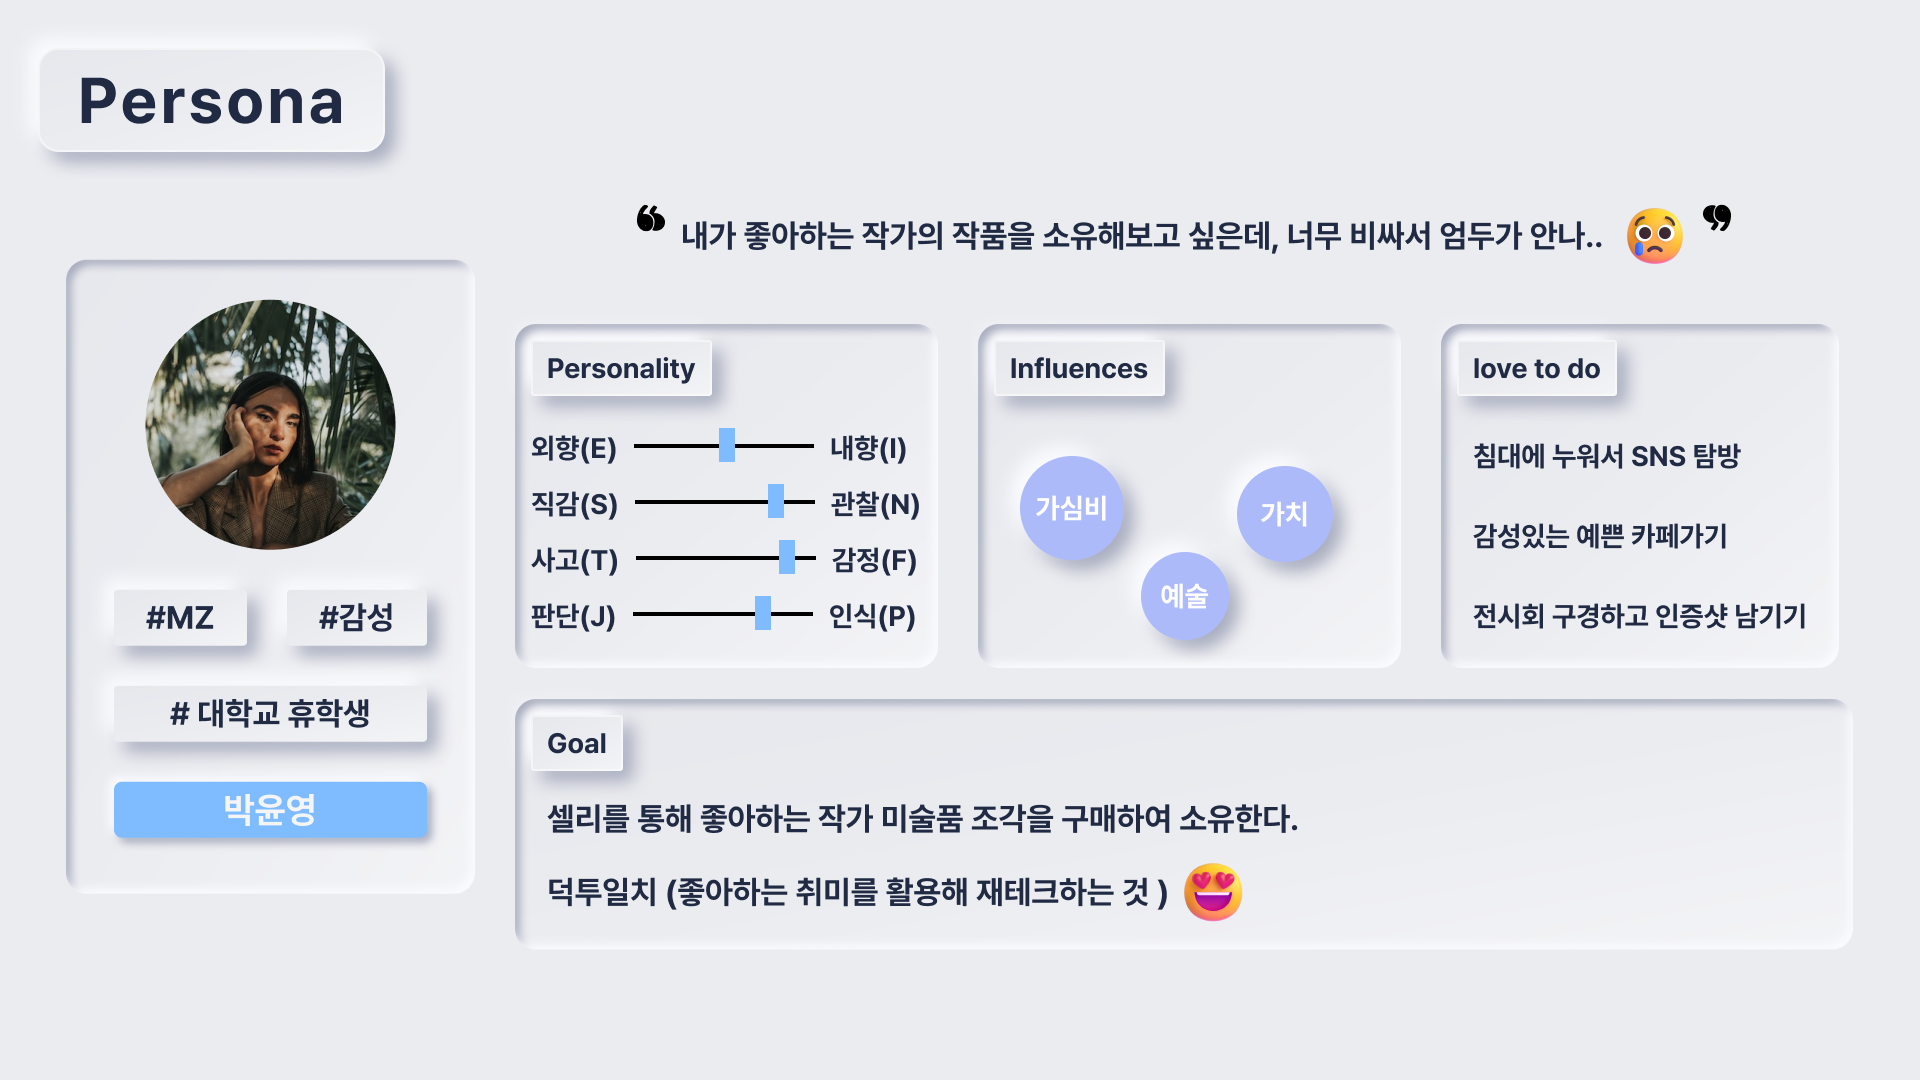 Persona
❝ 내가 좋아하는 작가의 작품을 소유해보고 싶은데, 너무 비싸서 엄두가 안나.. 😢 ❞
#MZ #감성
# 대학교 휴학생
박윤영
Personality
외향(E) 내향(I)
직감(S) 관찰(N)
사고(T) 감정(F)
판단(J) 인식(P)
Influences
가심비
가치
예술
love to do
침대에 누워서 SNS 탐방
감성있는 예쁜 카페가기
전시회 구경하고 인증샷 남기기
Goal
셀리를 통해 좋아하는 작가 미술품 조각을 구매하여 소유한다.
덕투일치 (좋아하는 취미를 활용해 재테크하는 것 ) 😍